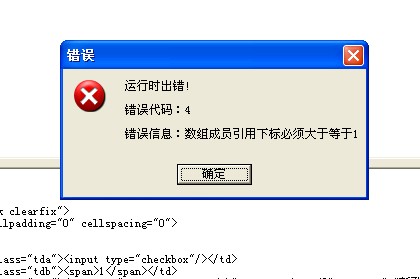 错误
运行时出错!
错误代码：4
错误信息：数组成员引用下标必须大于等于1
确定
x clearfix">
llpadding="0" cellspacing="0">
lass="tda"><input type="checkbox"/></td>
lass="tdb"><span>1</span></td>